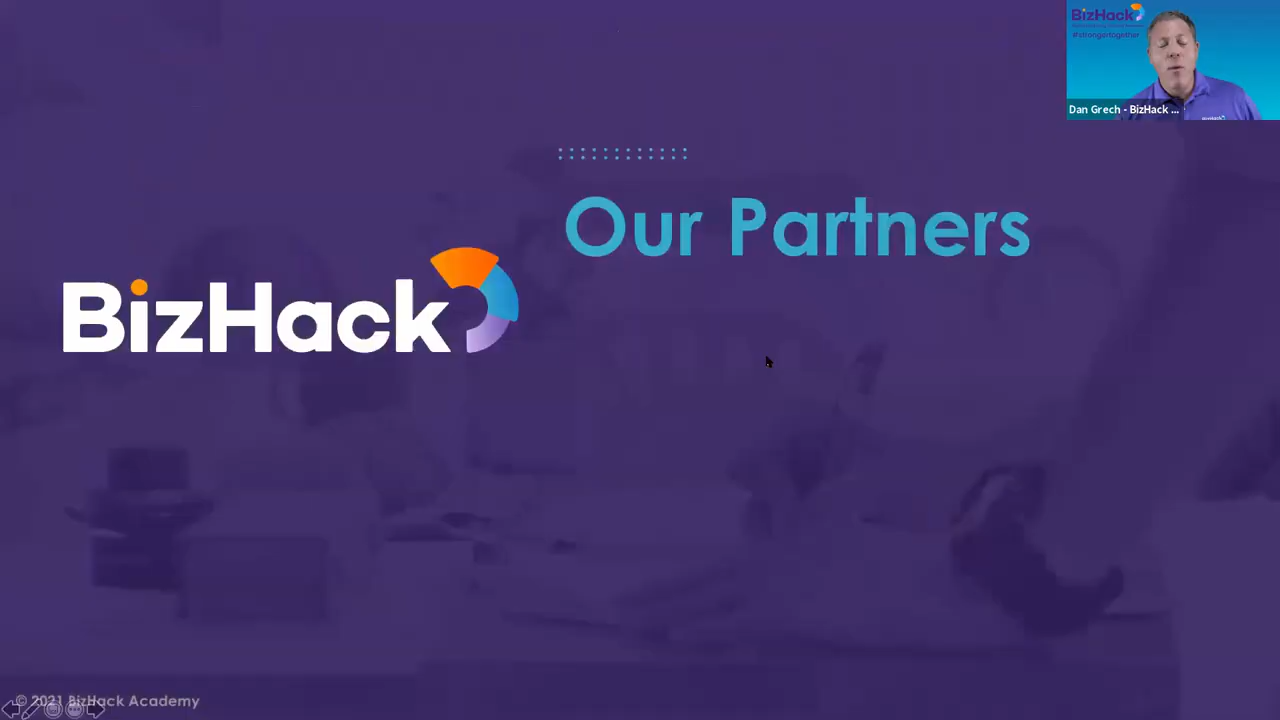 BizHack
#strongertogether
Dan Grech - BizHack ...
Our Partners
BizHack
© 2021 BizHack Academy